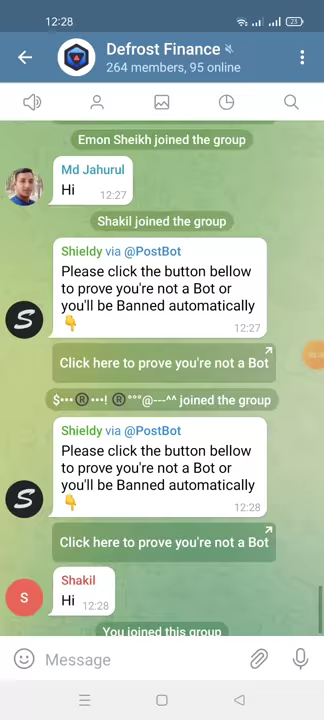 12:28
23
Defrost Finance
264 members, 95 online
Emon Sheikh joined the group
Md Jahurul
Hi
12:27
Shakil joined the group
Shieldy via @PostBot
Please click the button bellow
to prove you're not a Bot or
you'll be Banned automatically
👇
12:27
Click here to prove you're not a Bot
$•••®•••! ®°°°@---^^ joined the group
Shieldy via @PostBot
Please click the button bellow
to prove you're not a Bot or
you'll be Banned automatically
👇
12:28
Click here to prove you're not a Bot
S
Shakil
Hi
12:28
You joined this group
Message